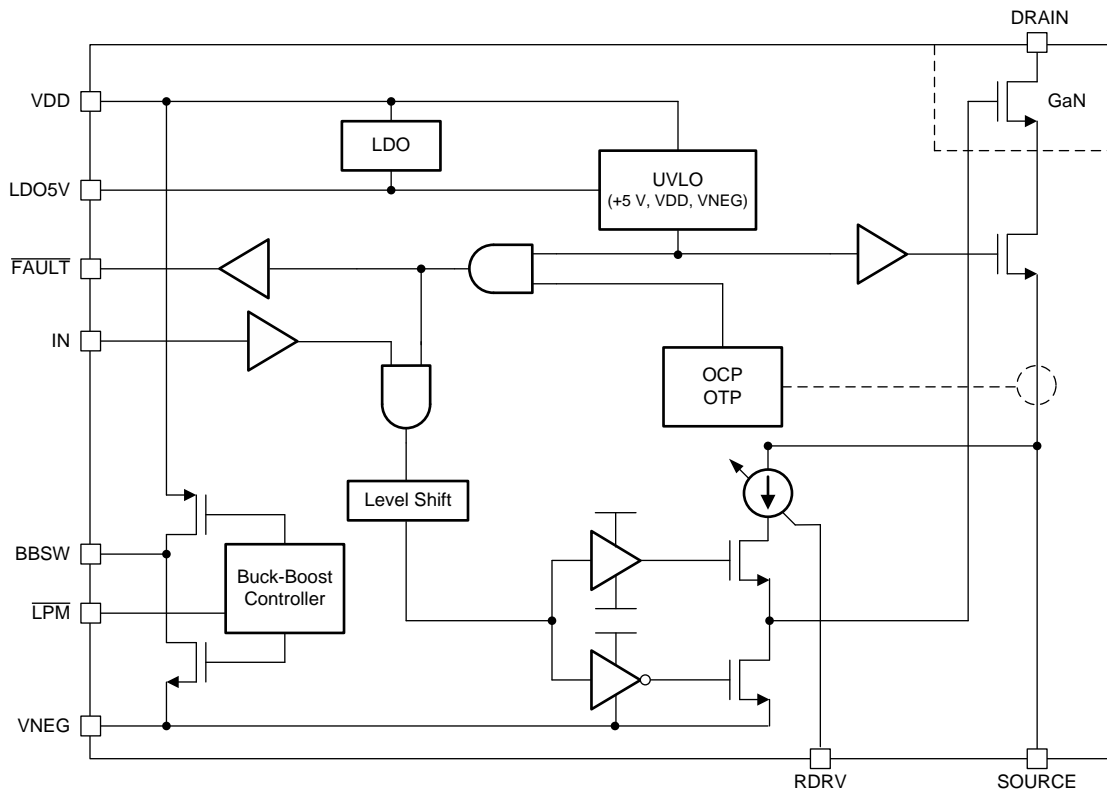 DRAIN
VDD
GaN
LDO
LDO5V
UVLO
(+5 V, VDD, VNEG)
FAULT
IN
OCP
OTP
Level Shift
BBSW
Buck-Boost
Controller
LPM
VNEG
RDRV
SOURCE